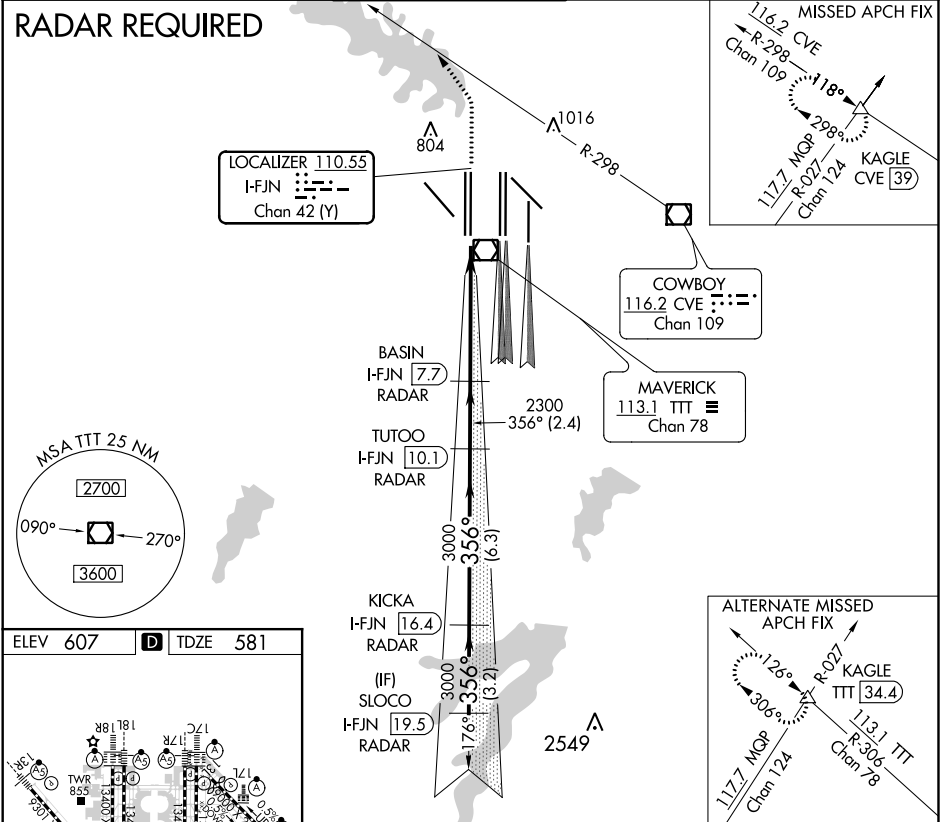 RADAR REQUIRED
MISSED APCH FIX
116.2 CVE
R-298
Chan 109
118°
298°
117.7 MQP
R-027
Chan 124
KAGLE
CVE 39
804
1016
R-298
LOCALIZER 110.55
I-FJN
Chan 42 (Y)
COWBOY
116.2 CVE
Chan 109
MAVERICK
113.1 TTT
Chan 78
BASIN
I-FJN 7.7
RADAR
2300
356° (2.4)
TUTOO
I-FJN 10.1
RADAR
3000
356°
(6.3)
KICKA
I-FJN 16.4
RADAR
3000
356°
(3.2)
(IF)
SLOCO
I-FJN 19.5
RADAR
176°
2549
MSA TTT 25 NM
2700
090°
270°
3600
ALTERNATE MISSED
APCH FIX
126°
306°
R-027
KAGLE
TTT 34.4
113.1 TTT
R-306
Chan 78
117.7 MQP
Chan 124
ELEV 607
D
TDZE 581
18R
18L
17R
17C
17L
13R
A
A5
A5
A
A
A5
P
P
P
P
TWR
855